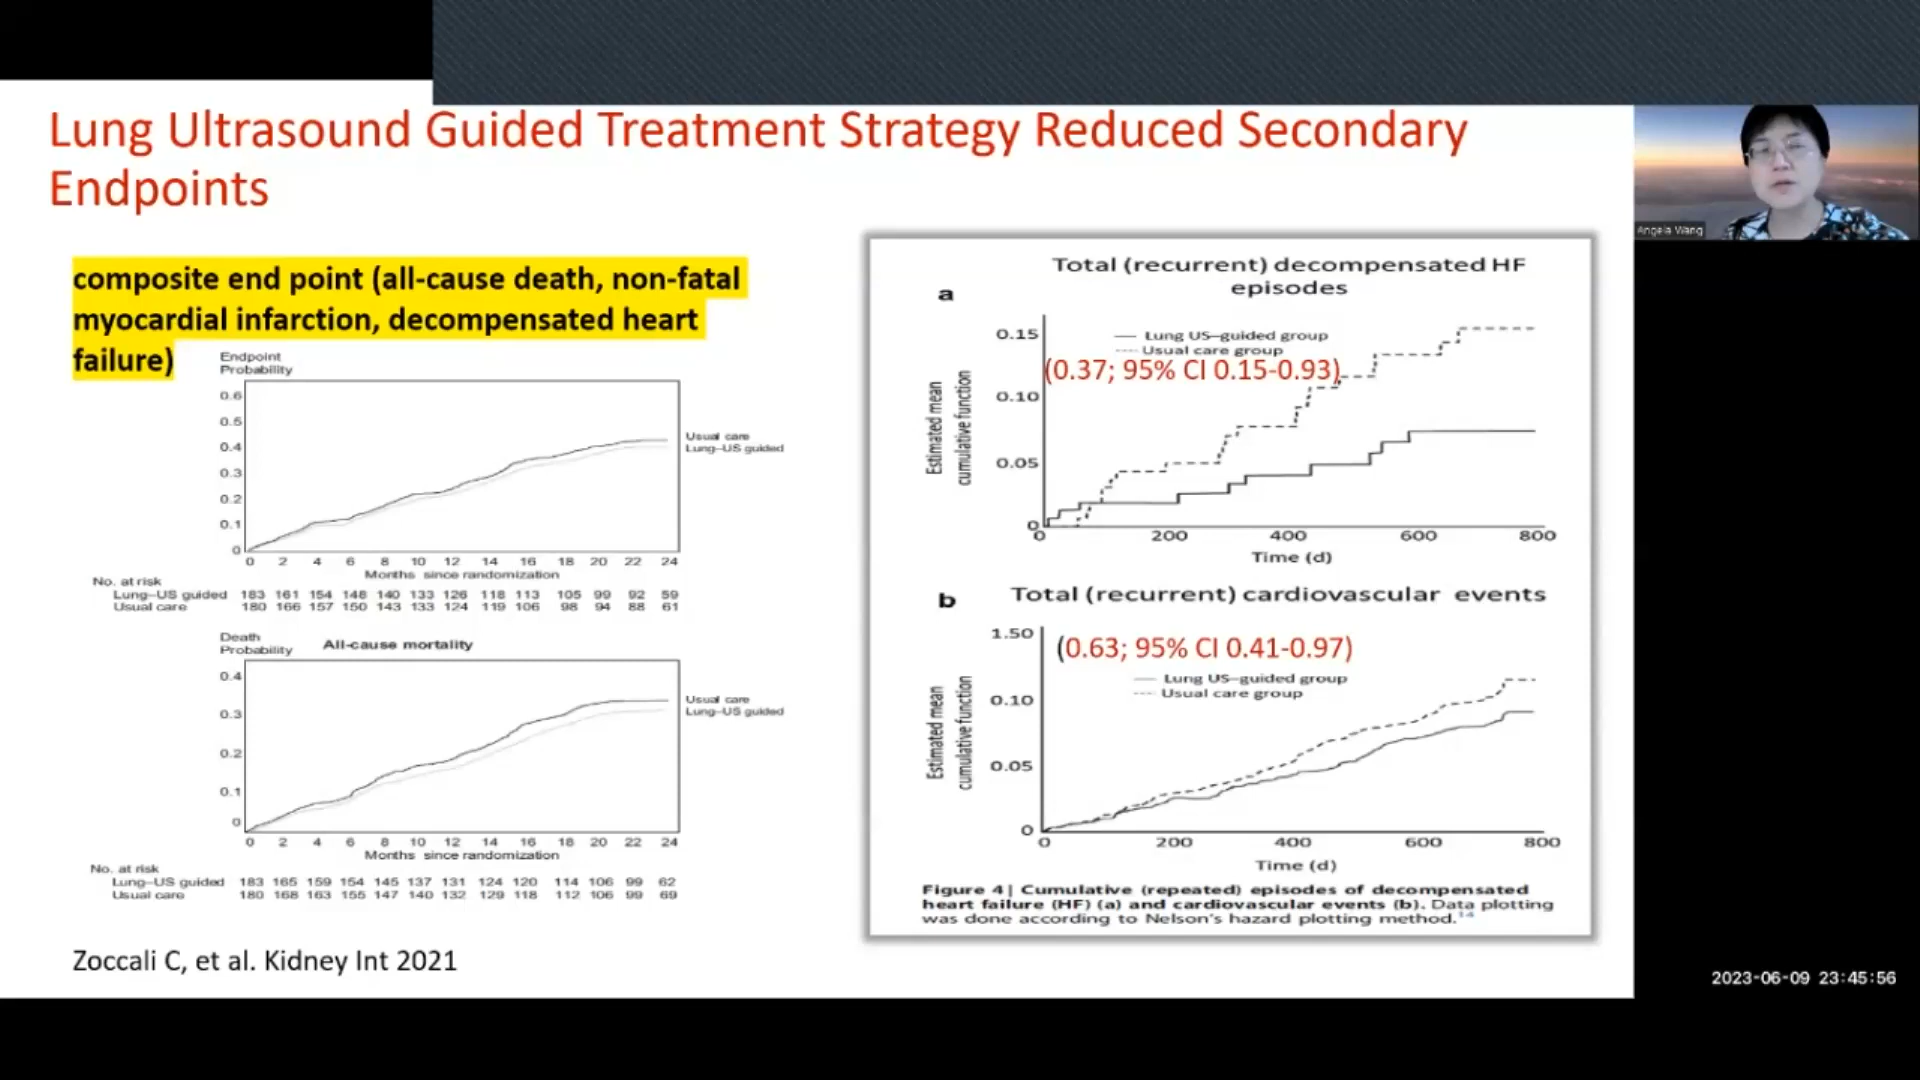 Lung Ultrasound Guided Treatment Strategy Reduced Secondary
Endpoints
composite end point (all-cause death, non-fatal
myocardial infarction, decompensated heart
failure)
Endpoint
Probability
0.6
0.5
0.4
0.3
0.2
0.1
0
Usual care
Lung-US guided
0 2 4 6 8 10 12 14 16 18 20 22 24
Months since randomization
No. at risk
Lung-US guided 183 161 154 148 140 133 126 118 113 105 99 92 59
Usual care 180 166 157 150 143 133 124 119 106 98 94 88 61
Death
Probability
All-cause mortality
0.4
0.3
0.2
0.1
0
Usual care
Lung-US guided
0 2 4 6 8 10 12 14 16 18 20 22 24
Months since randomization
No. at risk
Lung-US guided 183 165 159 154 145 137 131 124 120 114 106 99 62
Usual care 180 168 163 155 147 140 132 129 118 112 106 99 69
Zoccali C, et al. Kidney Int 2021
a
Total (recurrent) decompensated HF
episodes
Estimated mean
cumulative function
0.15
0.10
0.05
0
Lung US-guided group
Usual care group
(0.37; 95% CI 0.15-0.93)
0 200 400 600 800
Time (d)
b
Total (recurrent) cardiovascular events
Estimated mean
cumulative function
1.50
0.10
0.05
0
(0.63; 95% CI 0.41-0.97)
Lung US-guided group
Usual care group
0 200 400 600 800
Time (d)
Figure 4 | Cumulative (repeated) episodes of decompensated
heart failure (HF) (a) and cardiovascular events (b). Data plotting
was done according to Nelson's hazard plotting method.14
Angela Wang
2023-06-09 23:45:56